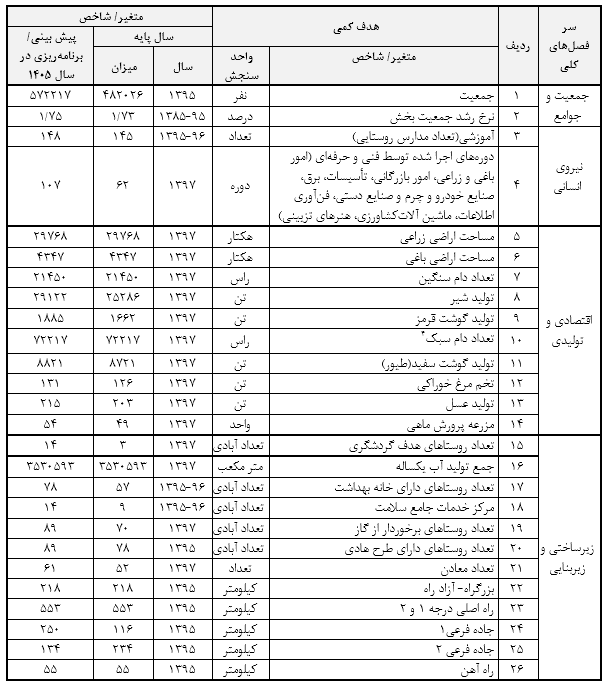 سر فصل‌های کلی | ردیف | هدف کمی | متغیر/ شاخص
متغیر/ شاخص | واحد سنجش | سال پایه | پیش بینی/ برنامه‌ریزی در سال ۱۴۰۵
سال | میزان
جمعیت و جوامع | ۱ | جمعیت | نفر | ۱۳۹۵ | ۴۸۲۰۲۶ | ۵۷۲۲۱۷
۲ | نرخ رشد جمعیت بخش | درصد | ۱۳۸۵-۹۵ | ۱/۷۳ | ۱/۷۵
نیروی انسانی | ۳ | آموزشی(تعداد مدارس روستایی) | تعداد | ۱۳۹۵-۹۶ | ۱۴۵ | ۱۴۸
۴ | دوره‌های اجرا شده توسط فنی و حرفه‌ای (امور
باغی و زراعی، امور بازرگانی، تأسیسات، برق،
صنایع خودرو و چرم و صنایع دستی، فن‌آوری
اطلاعات، ماشین آلات‌کشاورزی، هنرهای تزیینی) | دوره | ۱۳۹۷ | ۶۲ | ۱۰۷
اقتصادی و تولیدی | ۵ | مساحت اراضی زراعی | هکتار | ۱۳۹۷ | ۲۹۷۶۸ | ۲۹۷۶۸
۶ | مساحت اراضی باغی | هکتار | ۱۳۹۷ | ۴۳۴۷ | ۴۳۴۷
۷ | تعداد دام سنگین | راس | ۱۳۹۷ | ۲۱۴۵۰ | ۲۱۴۵۰
۸ | تولید شیر | تن | ۱۳۹۷ | ۲۵۲۸۶ | ۲۹۱۲۲
۹ | تولید گوشت قرمز | تن | ۱۳۹۷ | ۱۶۶۲ | ۱۸۸۵
۱۰ | تعداد دام سبک۴ | راس | ۱۳۹۷ | ۷۲۲۱۷ | ۷۲۲۱۷
۱۱ | تولید گوشت سفید(طیور) | تن | ۱۳۹۷ | ۸۷۲۱ | ۸۸۲۱
۱۲ | تخم مرغ خوراکی | تن | ۱۳۹۷ | ۱۲۶ | ۱۳۱
۱۳ | تولید عسل | تن | ۱۳۹۷ | ۲۰۳ | ۲۱۵
۱۴ | مزرعه پرورش ماهی | واحد | ۱۳۹۷ | ۴۹ | ۵۴
زیرساختی و زیربنایی | ۱۵ | تعداد روستاهای هدف گردشگری | تعداد آبادی | ۱۳۹۷ | ۳ | ۱۴
۱۶ | جمع تولید آب یکساله | متر مکعب | ۱۳۹۷ | ۳۵۳۰۵۹۳ | ۳۵۳۰۵۹۳
۱۷ | تعداد روستاهای دارای خانه بهداشت | تعداد آبادی | ۱۳۹۵-۹۶ | ۵۷ | ۷۸
۱۸ | مرکز خدمات جامع سلامت | تعداد آبادی | ۱۳۹۵-۹۶ | ۹ | ۱۴
۱۹ | تعداد روستاهای برخوردار از گاز | تعداد آبادی | ۱۳۹۷ | ۷۰ | ۸۹
۲۰ | تعداد روستاهای دارای طرح هادی | تعداد آبادی | ۱۳۹۵ | ۷۸ | ۸۹
۲۱ | تعداد معادن | تعداد | ۱۳۹۷ | ۵۲ | ۶۱
۲۲ | بزرگراه- آزاد راه | کیلومتر | ۱۳۹۵ | ۲۱۸ | ۲۱۸
۲۳ | راه اصلی درجه ۱ و ۲ | کیلومتر | ۱۳۹۵ | ۵۵۳ | ۵۵۳
۲۴ | جاده فرعی۱ | کیلومتر | ۱۳۹۵ | ۱۱۶ | ۲۵۰
۲۵ | جاده فرعی ۲ | کیلومتر | ۱۳۹۵ | ۲۳۴ | ۱۳۴
۲۶ | راه آهن | کیلومتر | ۱۳۹۵ | ۵۵ | ۵۵